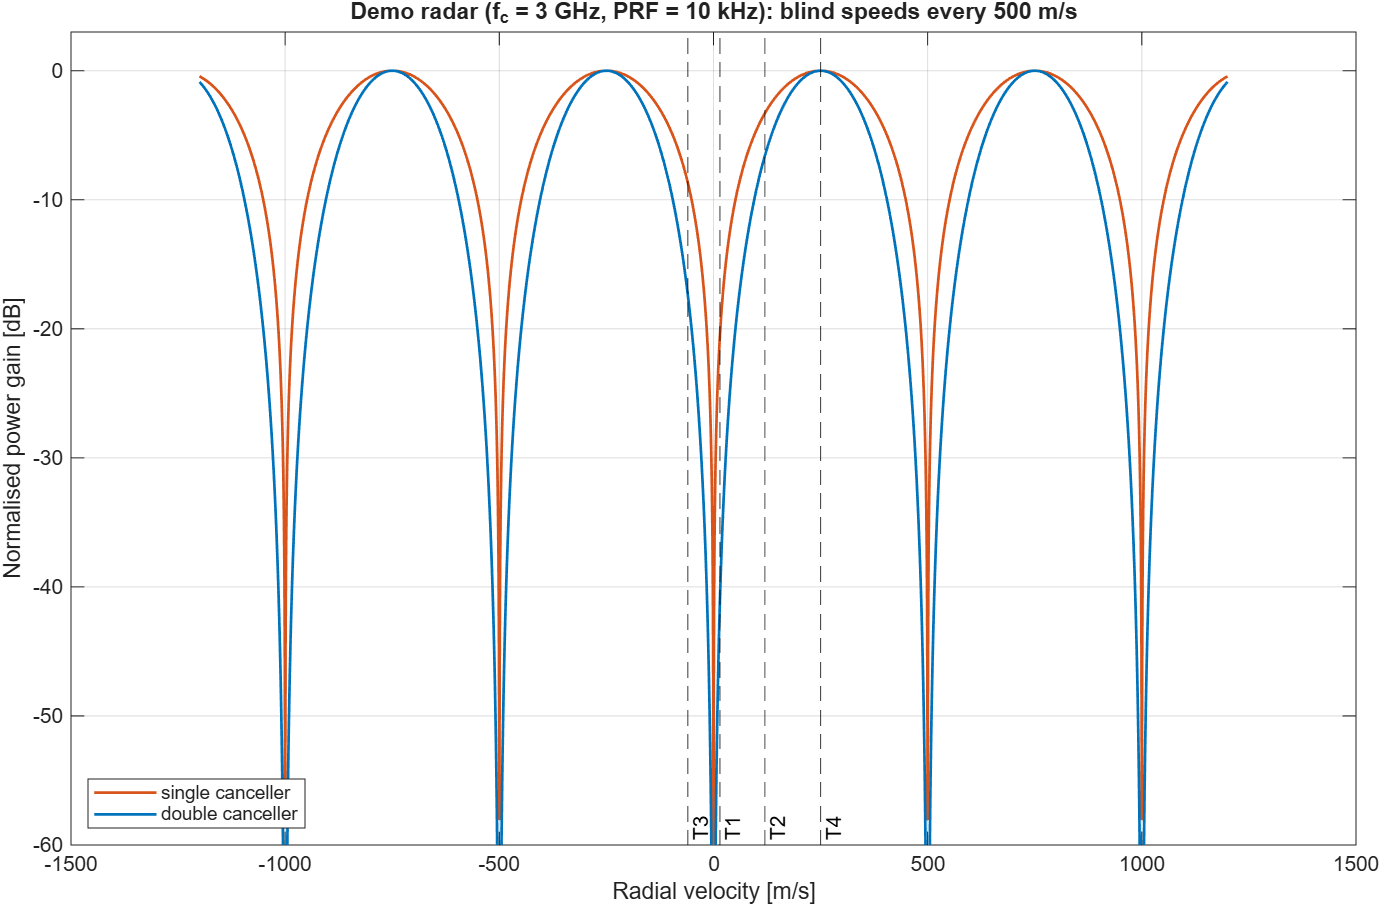 Demo radar (fc = 3 GHz, PRF = 10 kHz): blind speeds every 500 m/s
Normalised power gain [dB]
0
-10
-20
-30
-40
-50
-60
single canceller
double canceller
T3
T1
T2
T4
-1500
-1000
-500
0
500
1000
1500
Radial velocity [m/s]